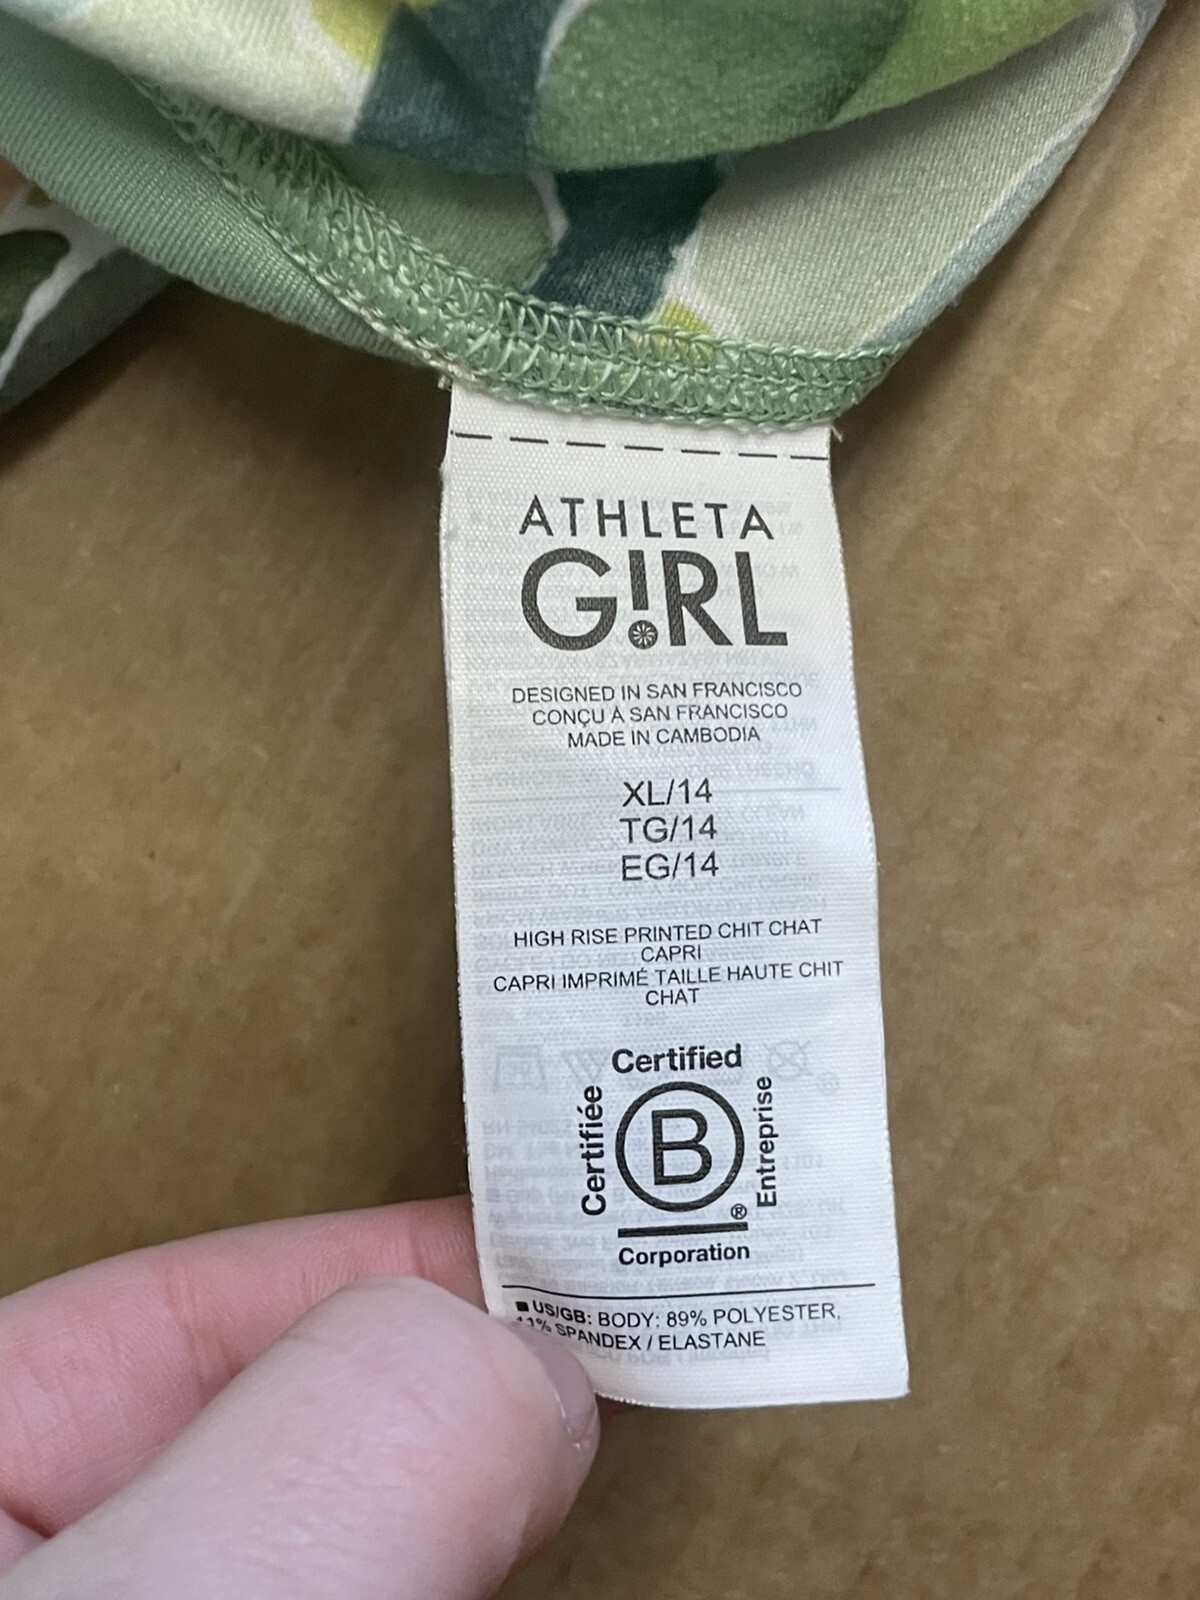 ATHLETA
G!RL
DESIGNED IN SAN FRANCISCO
CONÇU À SAN FRANCISCO
MADE IN CAMBODIA
XL/14
TG/14
EG/14
HIGH RISE PRINTED CHIT CHAT
CAPRI
CAPRI IMPRIMÉ TAILLE HAUTE CHIT
CHAT
Certified
Certifiée
B
Entreprise
®
Corporation
US/GB: BODY: 89% POLYESTER,
11% SPANDEX / ELASTANE